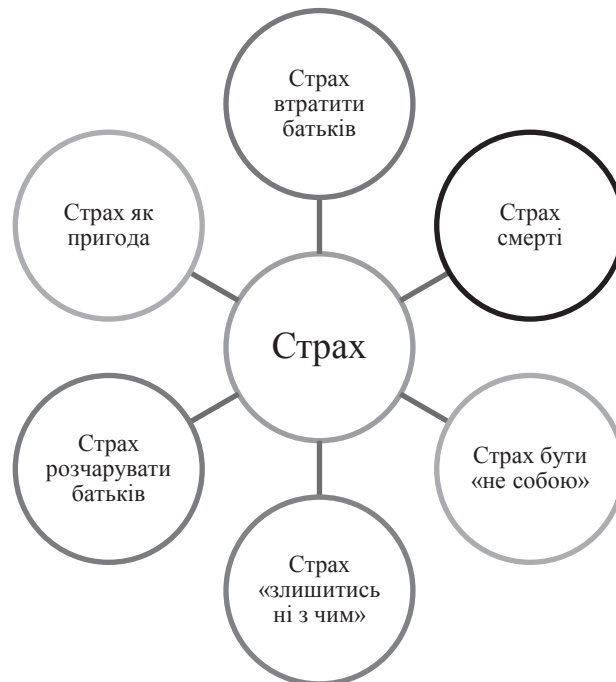 Страх
втратити
батьків
Страх
смерті
Страх бути
«не собою»
Страх
«злишитись
ні з чим»
Страх
розчарувати
батьків
Страх як
пригода
Страх